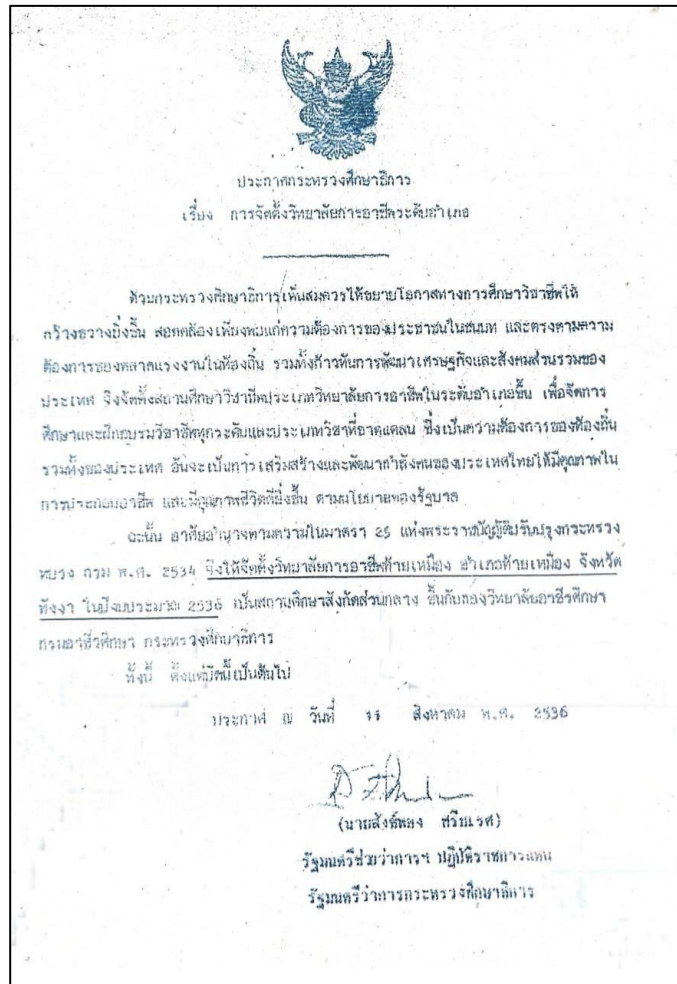 ประกาศกระทรวงศึกษาธิการ
เรื่อง การจัดตั้งวิทยาลัยการอาชีพระดับอำเภอ
ด้วยกระทรวงศึกษาธิการเห็นสมควรให้ขยายโอกาสทางการศึกษาวิชาชีพให้
กว้างขวางยิ่งขึ้น สอดคล้องเพียงพอแก่ความต้องการของประชาชนในชนบท และตรงตามความ
ต้องการของตลาดแรงงานในท้องถิ่น รวมทั้งก้าวทันการพัฒนาเศรษฐกิจและสังคมส่วนรวมของ
ประเทศ จึงจัดตั้งสถานศึกษาวิชาชีพประเภทวิทยาลัยการอาชีพในระดับอำเภอขึ้น เพื่อจัดการ
ศึกษาและฝึกอบรมวิชาชีพทุกระดับและประเภทวิชาที่ขาดแคลน ซึ่งเป็นความต้องการของท้องถิ่น
รวมทั้งของประเทศ อันจะเป็นการเสริมสร้างและพัฒนากำลังคนของประเทศไทยให้มีคุณภาพใน
การประกอบอาชีพ และมีคุณภาพชีวิตดียิ่งขึ้น ตามนโยบายของรัฐบาล
ฉะนั้น อาศัยอำนาจตามความในมาตรา 25 แห่งพระราชบัญญัติปรับปรุงกระทรวง
ทบวง กรม พ.ศ. 2534 จึงให้จัดตั้งวิทยาลัยการอาชีพท้ายเหมือง อำเภอท้ายเหมือง จังหวัด
พังงา ในปีงบประมาณ 2536 เป็นสถานศึกษาสังกัดส่วนกลาง ขึ้นกับกองวิทยาลัยอาชีวศึกษา
กรมอาชีวศึกษา กระทรวงศึกษาธิการ
ทั้งนี้ ตั้งแต่บัดนี้เป็นต้นไป
ประกาศ ณ วันที่ 11 สิงหาคม พ.ศ. 2536
(นายสังข์ทอง ศรีธเรศ)
รัฐมนตรีช่วยว่าการฯ ปฏิบัติราชการแทน
รัฐมนตรีว่าการกระทรวงศึกษาธิการ